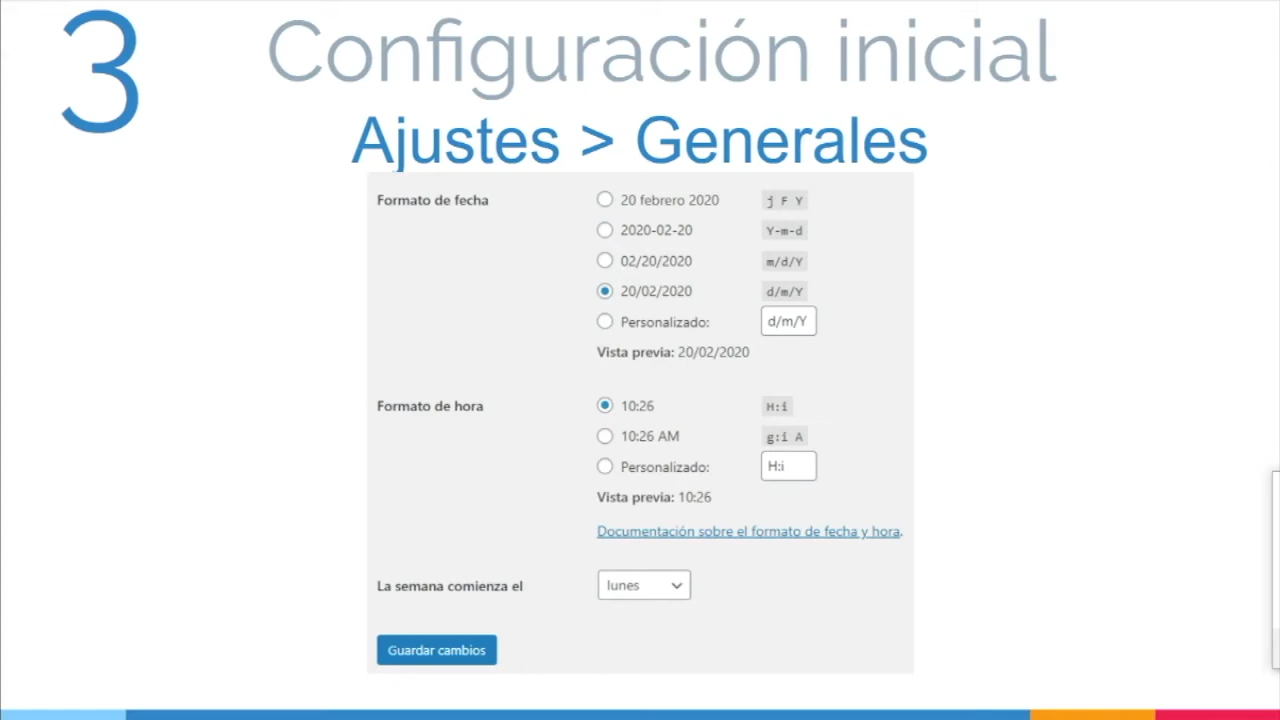 3
Configuración inicial
Ajustes > Generales
Formato de fecha
20 febrero 2020 j F Y
2020-02-20 Y-m-d
02/20/2020 m/d/Y
20/02/2020 d/m/Y
Personalizado: d/m/Y
Vista previa: 20/02/2020
Formato de hora
10:26 H:i
10:26 AM g:i A
Personalizado: H:i
Vista previa: 10:26
Documentación sobre el formato de fecha y hora.
La semana comienza el lunes
Guardar cambios